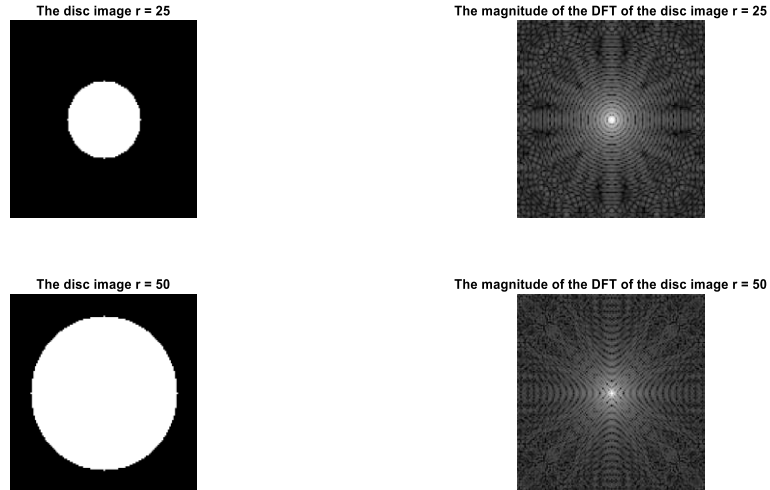 The disc image r = 25
The magnitude of the DFT of the disc image r = 25
The disc image r = 50
The magnitude of the DFT of the disc image r = 50